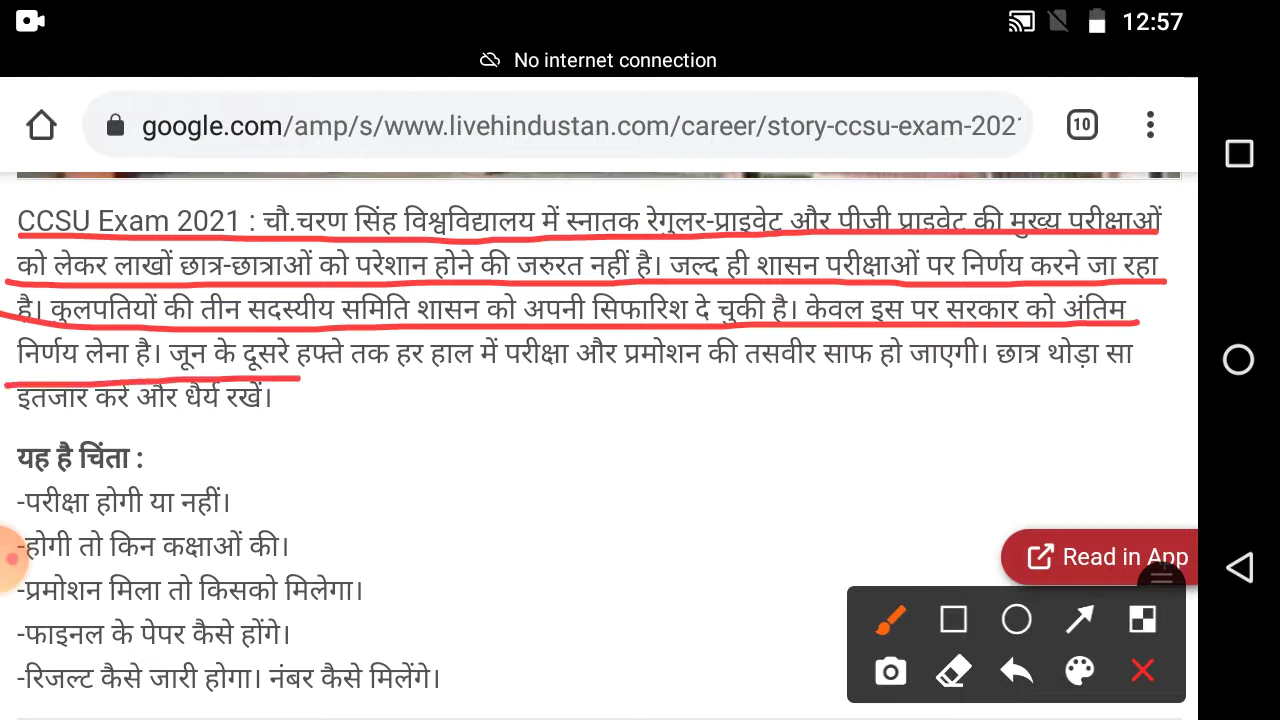 12:57
No internet connection
google.com/amp/s/www.livehindustan.com/career/story-ccsu-exam-202
10
CCSU Exam 2021 : चौ.चरण सिंह विश्वविद्यालय में स्नातक रेगुलर-प्राइवेट और पीजी प्राइवेट की मुख्य परीक्षाओं
को लेकर लाखों छात्र-छात्राओं को परेशान होने की जरुरत नहीं है। जल्द ही शासन परीक्षाओं पर निर्णय करने जा रहा
है। कुलपतियों की तीन सदस्यीय समिति शासन को अपनी सिफारिश दे चुकी है। केवल इस पर सरकार को अंतिम
निर्णय लेना है। जून के दूसरे हफ्ते तक हर हाल में परीक्षा और प्रमोशन की तसवीर साफ हो जाएगी। छात्र थोड़ा सा
इंतजार करें और धैर्य रखें।
यह है चिंता :
-परीक्षा होगी या नहीं।
-होगी तो किन कक्षाओं की।
-प्रमोशन मिला तो किसको मिलेगा।
-फाइनल के पेपर कैसे होंगे।
-रिजल्ट कैसे जारी होगा। नंबर कैसे मिलेंगे।
Read in App